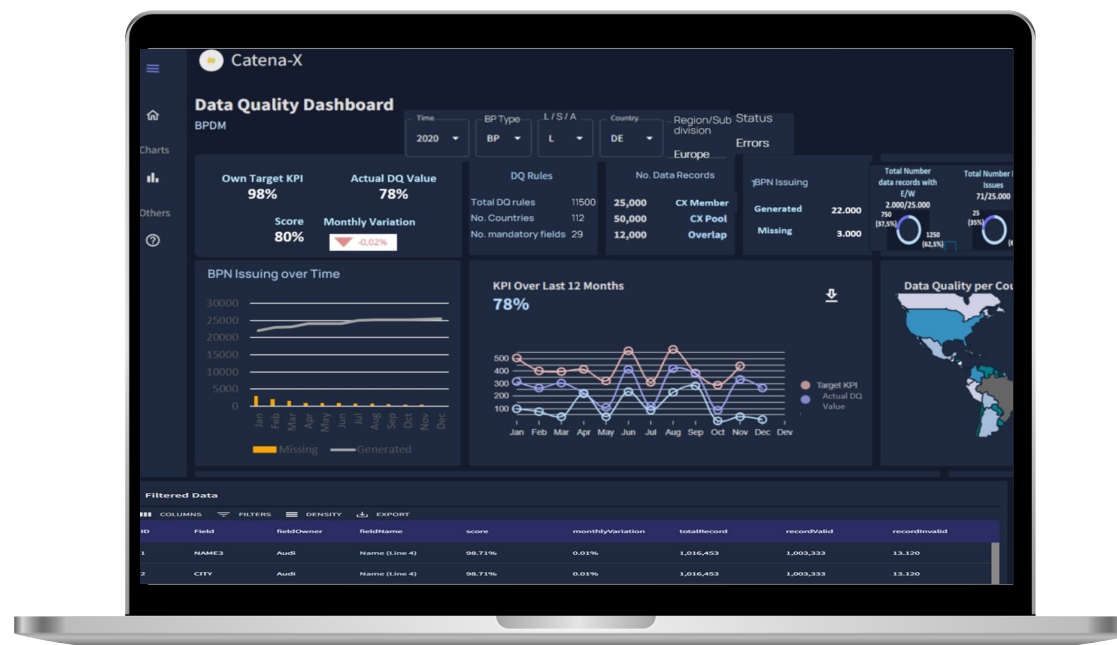 Catena-X
Data Quality Dashboard
BPDM
Time
2020
BP Type
BP
L / S / A
L
Country
DE
Region/Sub
division
Europe
Status
Errors
Charts
Others
Own Target KPI
98%
Actual DQ Value
78%
Score
80%
Monthly Variation
-0,02%
DQ Rules
Total DQ rules 11500
No. Countries 112
No. mandatory fields 29
No. Data Records
25,000 CX Member
50,000 CX Pool
12,000 Overlap
BPN Issuing
Generated 22.000
Missing 3.000
Total Number
data records with
E/W
2.000/25.000
750
(37,5%)
1250
(62,5%)
Total Number
Issues
71/25.000
25
(35%)
BPN Issuing over Time
30000
25000
20000
15000
10000
5000
0
Jan Feb Mar Apr May Jun Jul Aug Sep Oct Nov Dec
Missing Generated
KPI Over Last 12 Months
78%
500
400
300
200
100
Jan Feb Mar Apr May Jun Jul Aug Sep Oct Nov Dec Dev
Target KPI
Actual DQ
Value
Data Quality per Cou
Filtered Data
COLUMNS FILTERS DENSITY EXPORT
ID Field fieldOwner fieldName score monthlyVariation totalRecord recordValid recordInvalid
1 NAME3 Audi Name (Line 4) 98.71% 0.01% 1,016,453 1,003,333 13.120
2 CITY Audi Name (Line 4) 98.71% 0.01% 1,016,453 1,003,333 13.120